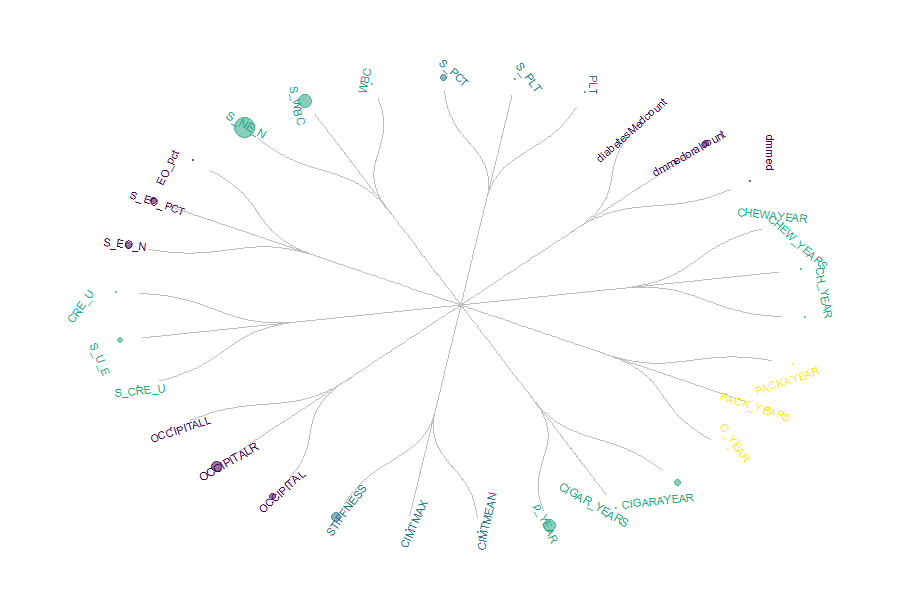 WBC
S_PCT
S_PLT
PLT
S_WBC
S_NE_N
diabetesMedcount
dmmedoralcount
dmmed
EO_pct
S_EO_PCT
S_EO_N
CHEWAYEAR
CHEW_YEARS
CH_YEAR
CRE_U
S_U_E
S_CRE_U
PACKAYEAR
PACK_YEARS
C_YEAR
OCCIPITALL
OCCIPITALR
OCCIPITAL
STIFFNESS
CIMTMAX
CIMTMEAN
P_YEAR
CIGAR_YEARS
CIGARAYEAR